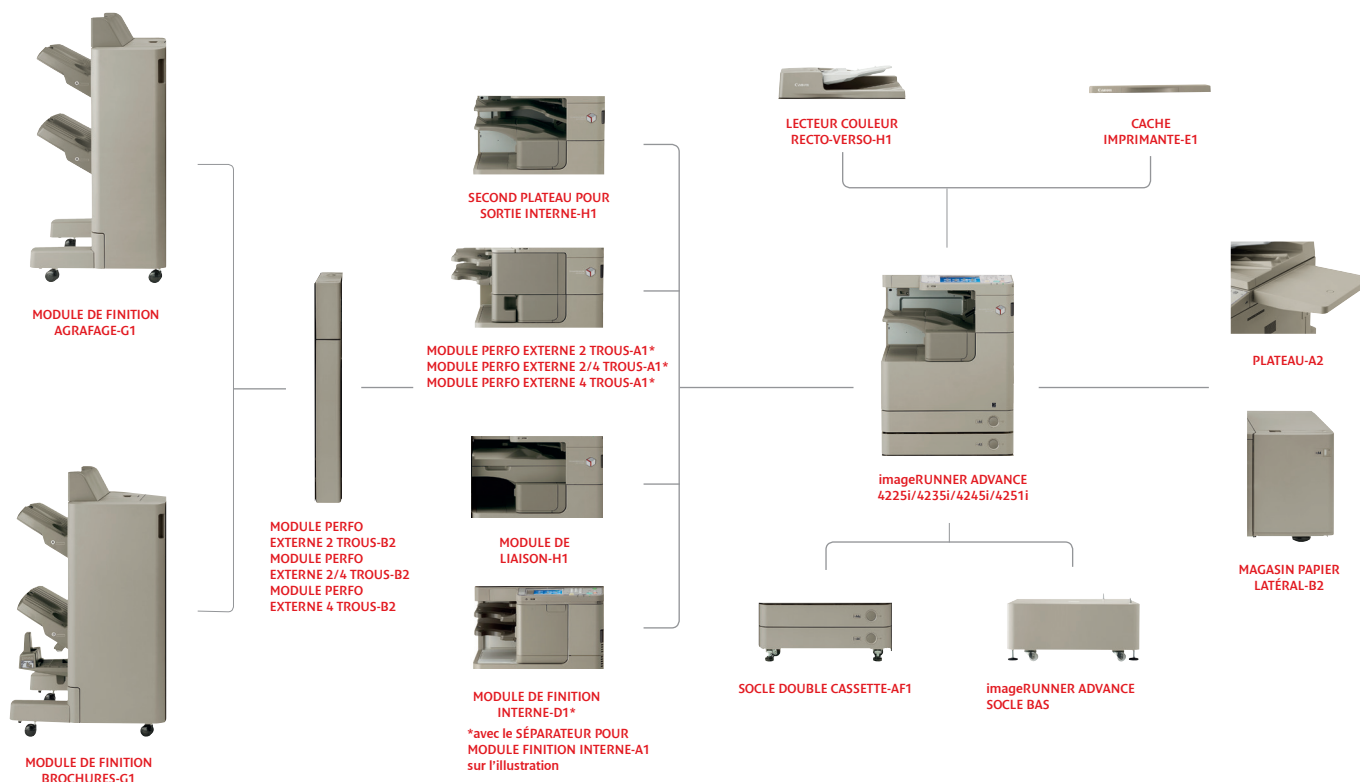 MODULE DE FINITION
AGRAFAGE-G1
MODULE DE FINITION
BROCHURES-G1
MODULE PERFO
EXTERNE 2 TROUS-B2
MODULE PERFO
EXTERNE 2/4 TROUS-B2
MODULE PERFO
EXTERNE 4 TROUS-B2
SECOND PLATEAU POUR
SORTIE INTERNE-H1
MODULE PERFO EXTERNE 2 TROUS-A1*
MODULE PERFO EXTERNE 2/4 TROUS-A1*
MODULE PERFO EXTERNE 4 TROUS-A1*
MODULE DE
LIAISON-H1
MODULE DE FINITION
INTERNE-D1*
*avec le SÉPARATEUR POUR
MODULE FINITION INTERNE-A1
sur l'illustration
Canon
LECTEUR COULEUR
RECTO-VERSO-H1
Canon
CACHE
IMPRIMANTE-E1
imageRUNNER ADVANCE
4225i/4235i/4245i/4251i
SOCLE DOUBLE CASSETTE-AF1
imageRUNNER ADVANCE
SOCLE BAS
PLATEAU-A2
MAGASIN PAPIER
LATÉRAL-B2